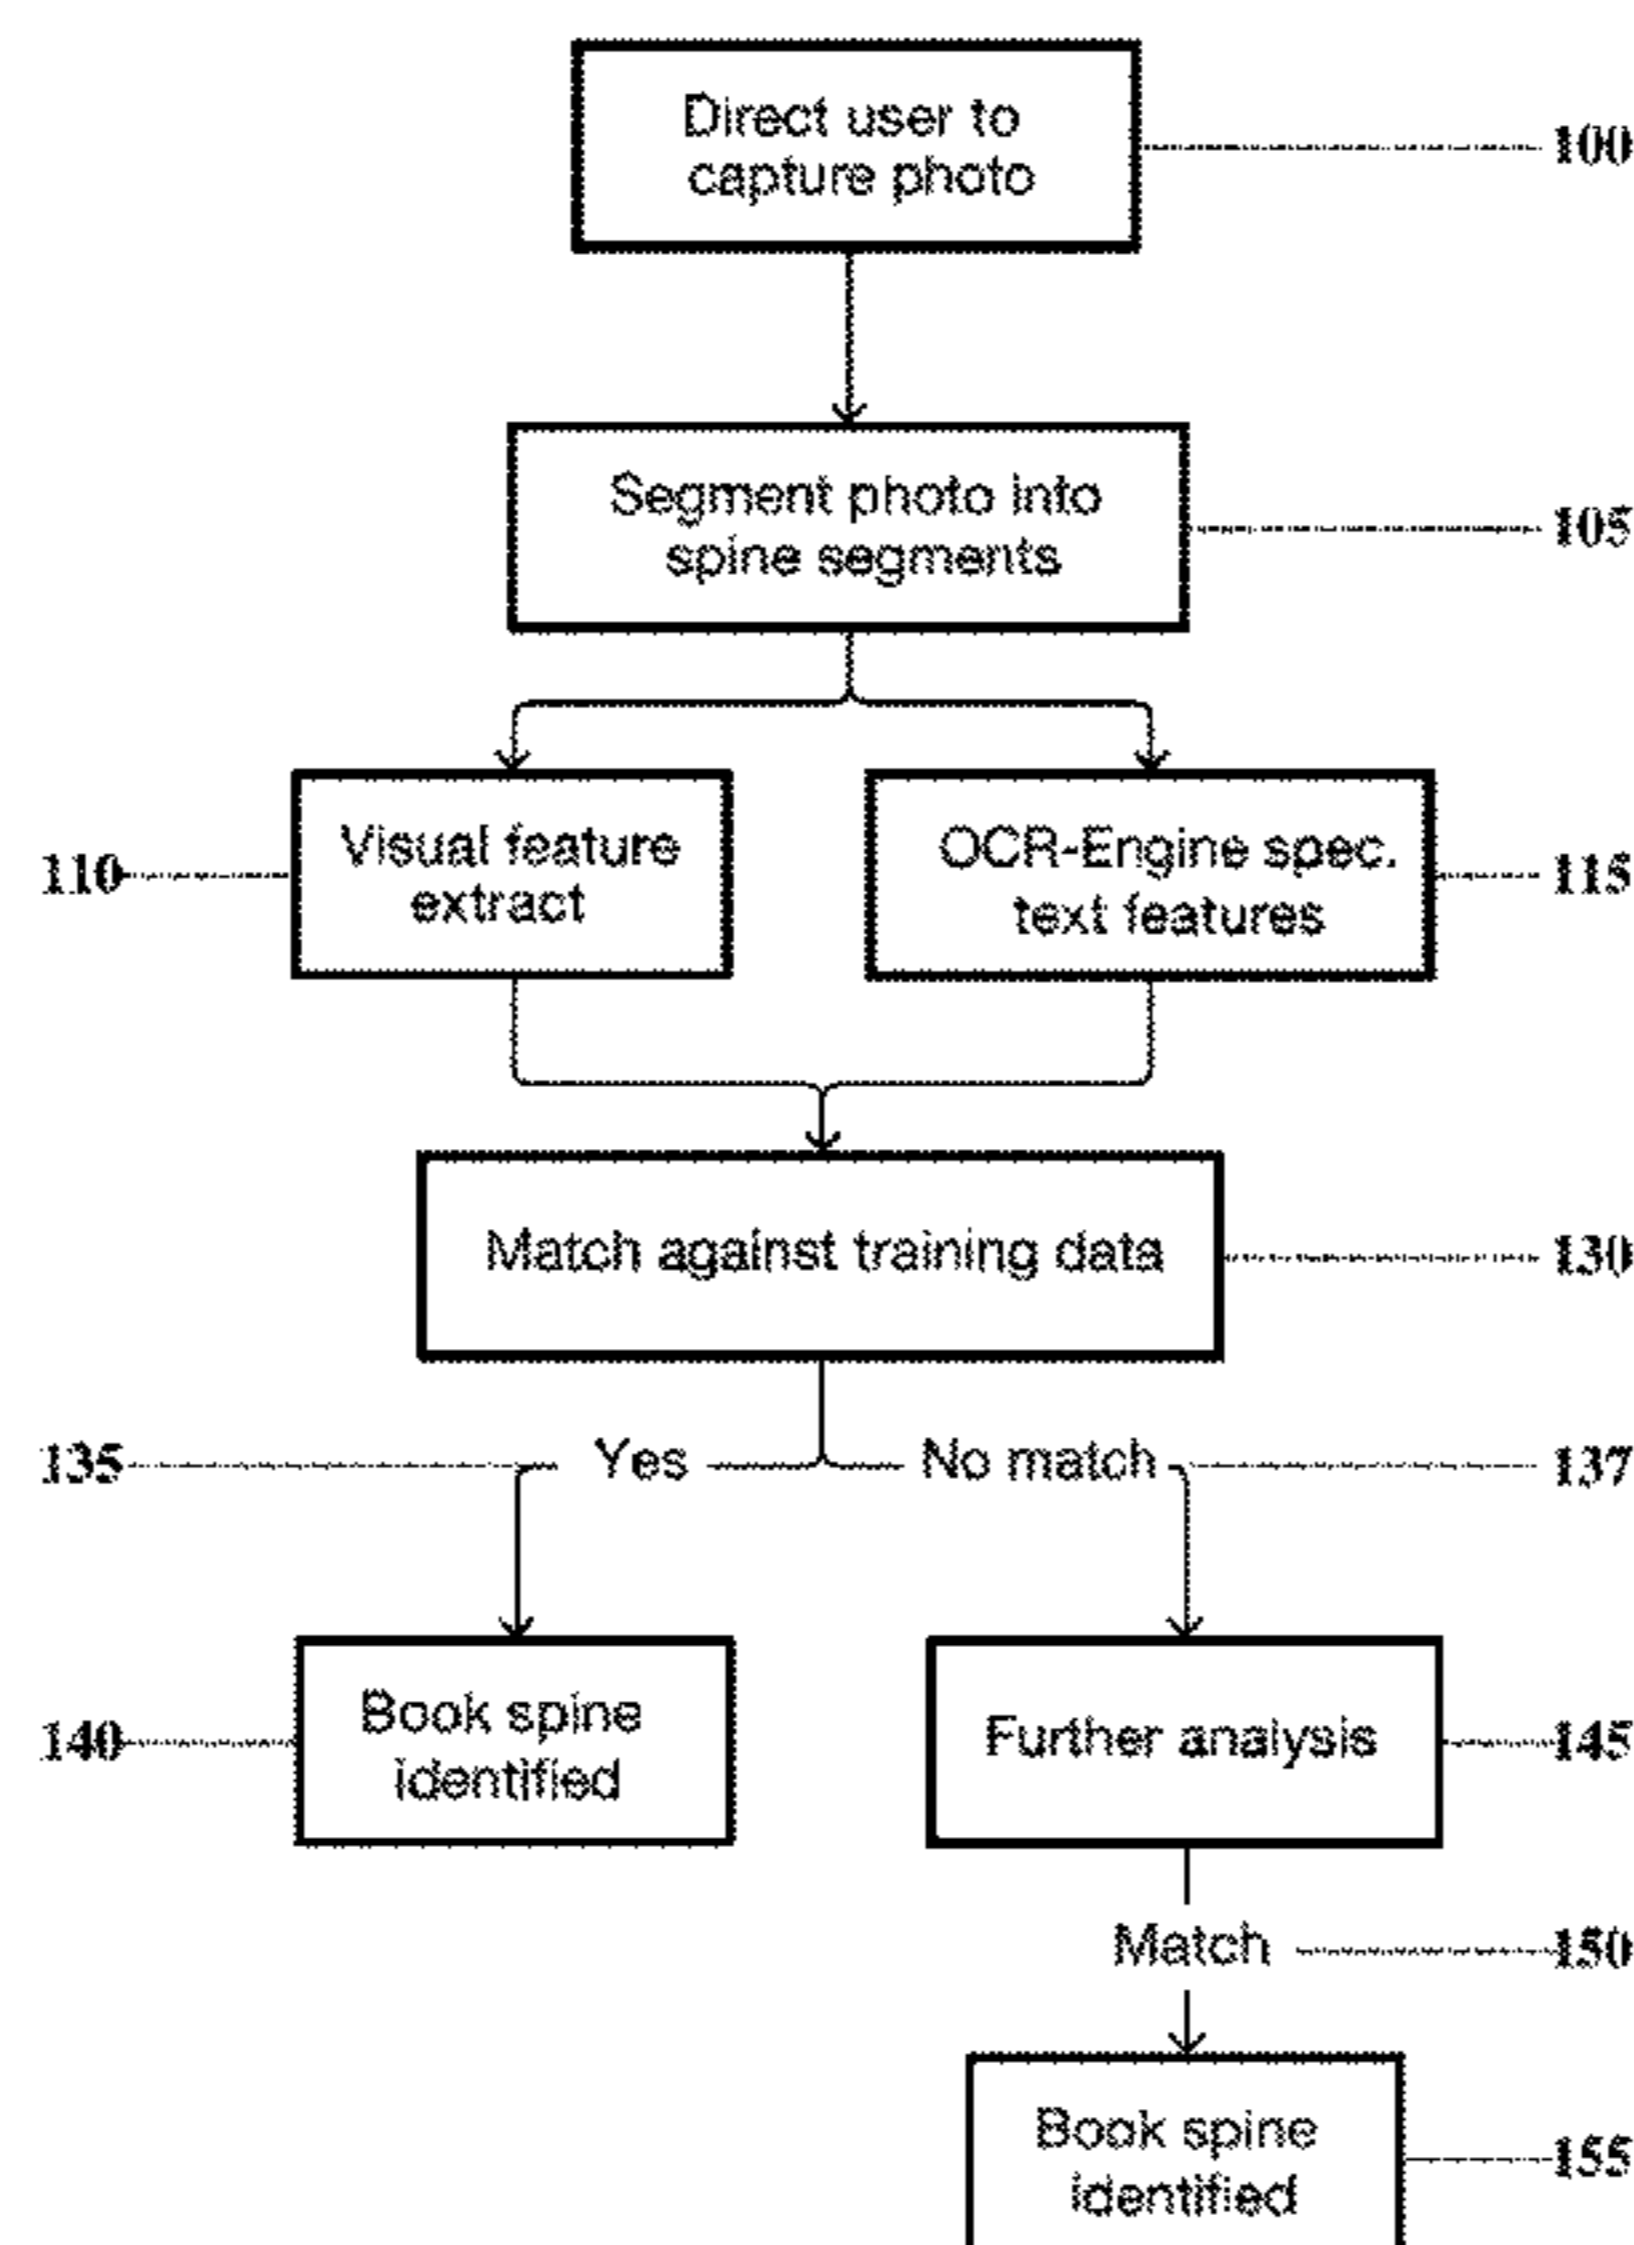 Direct user to
capture photo
100
Segment photo into
spine segments
105
110
Visual feature
extract
OCR-Engine spec.
text features
115
Match against training data
130
135
Yes
No match
137
140
Book spine
identified
Further analysis
145
Match
150
Book spine
identified
155